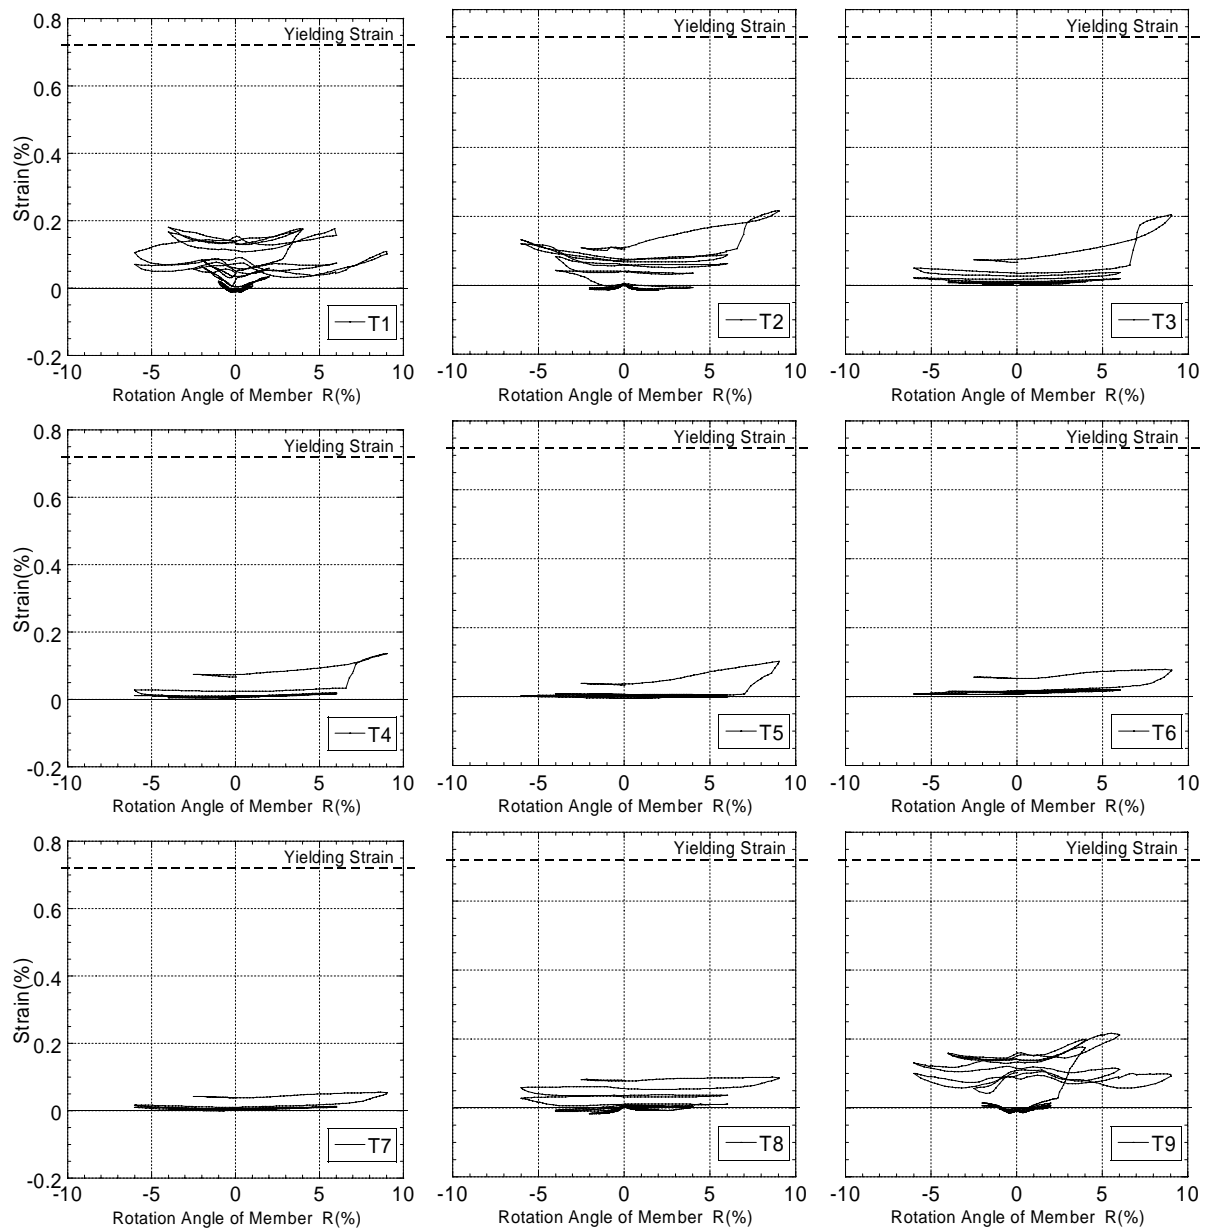 0.8
Yielding Strain
Yielding Strain
Yielding Strain
0.6
0.4
Strain(%)
0.2
0
T1
T2
T3
-0.2
-10 -5 0 5 10
-10 -5 0 5 10
-10 -5 0 5 10
Rotation Angle of Member R(%)
Rotation Angle of Member R(%)
Rotation Angle of Member R(%)
0.8
Yielding Strain
Yielding Strain
Yielding Strain
0.6
0.4
Strain(%)
0.2
0
T4
T5
T6
-0.2
-10 -5 0 5 10
-10 -5 0 5 10
-10 -5 0 5 10
Rotation Angle of Member R(%)
Rotation Angle of Member R(%)
Rotation Angle of Member R(%)
0.8
Yielding Strain
Yielding Strain
Yielding Strain
0.6
0.4
Strain(%)
0.2
0
T7
T8
T9
-0.2
-10 -5 0 5 10
-10 -5 0 5 10
-10 -5 0 5 10
Rotation Angle of Member R(%)
Rotation Angle of Member R(%)
Rotation Angle of Member R(%)